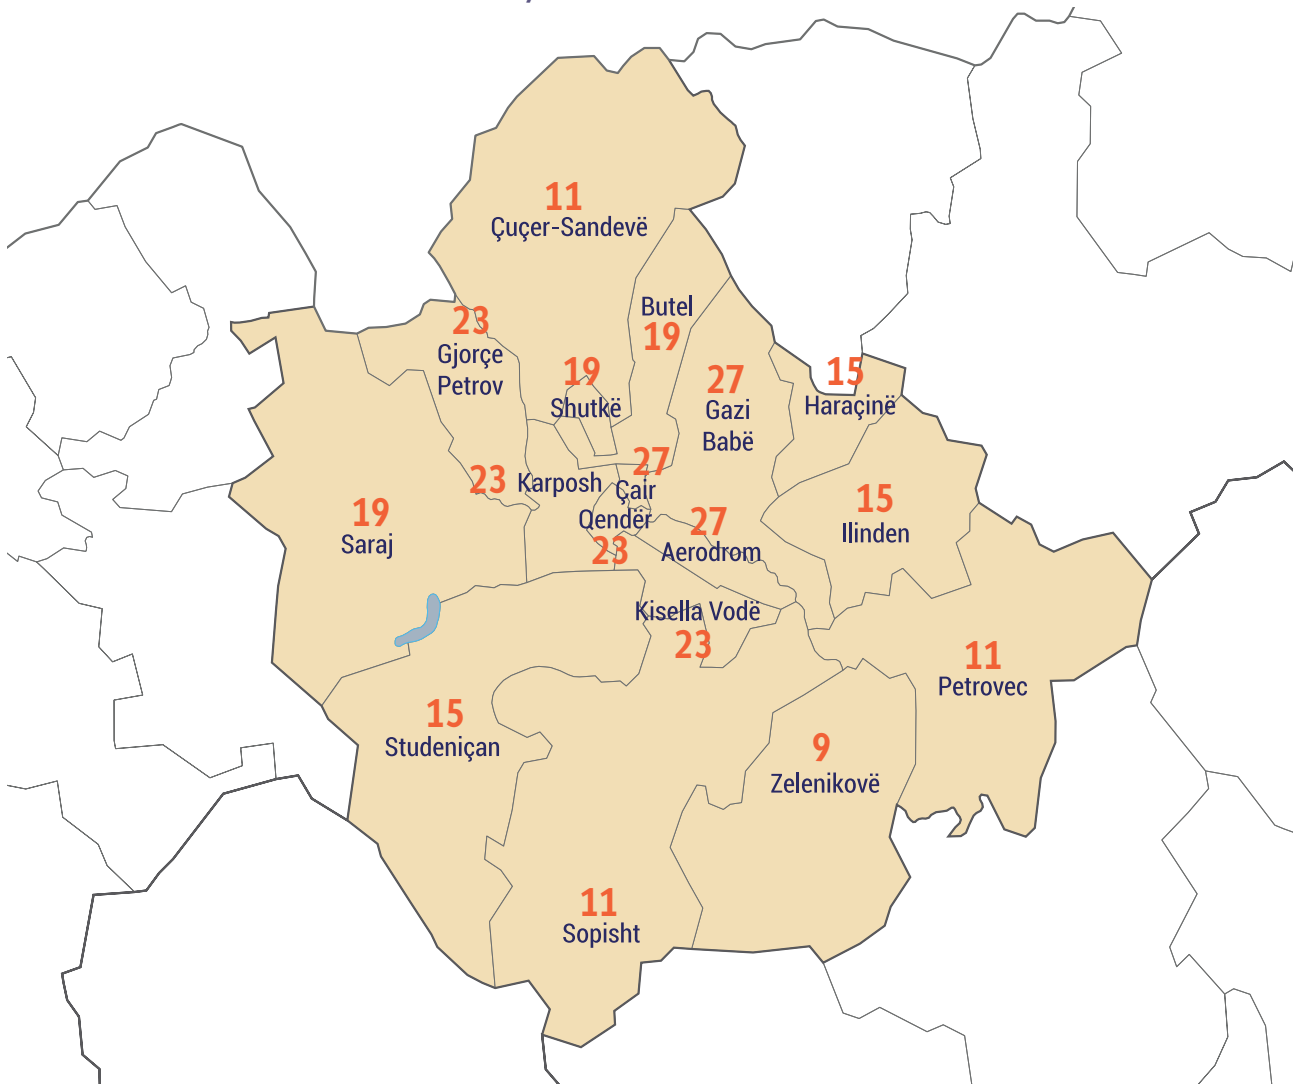 11
Çuçer-Sandevë
Butel
19
23
Gjorçe
Petrov
19
Shutkë
27
Gazi
Babë
15
Haraçinë
23
Karposh
27
Çair
Qendër
23
27
Aerodrom
15
Ilinden
19
Saraj
Kisella Vodë
23
11
Petrovec
15
Studeniçan
9
Zelenikovë
11
Sopisht